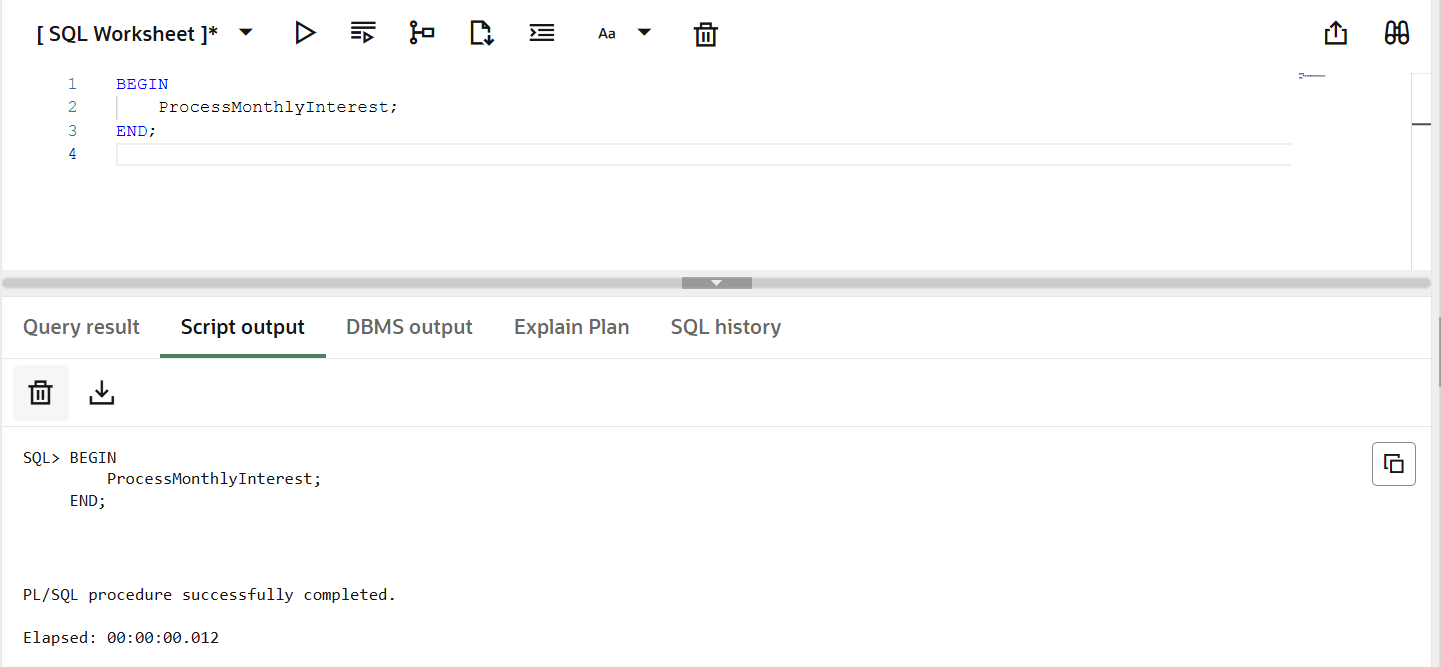 [ SQL Worksheet ]* Aa
1 BEGIN
2 ProcessMonthlyInterest;
3 END;
4
Query result Script output DBMS output Explain Plan SQL history
SQL> BEGIN
ProcessMonthlyInterest;
END;
PL/SQL procedure successfully completed.
Elapsed: 00:00:00.012